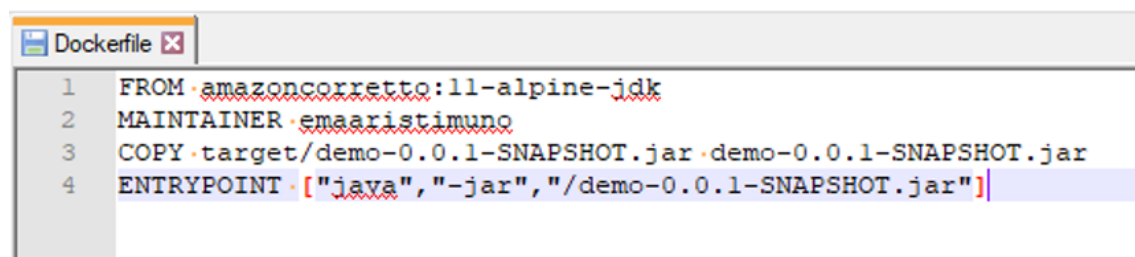 Dockerfile
1 FROM amazoncorretto:11-alpine-jdk
2 MAINTAINER emaaristimuno
3 COPY target/demo-0.0.1-SNAPSHOT.jar demo-0.0.1-SNAPSHOT.jar
4 ENTRYPOINT ["java","-jar","/demo-0.0.1-SNAPSHOT.jar"]